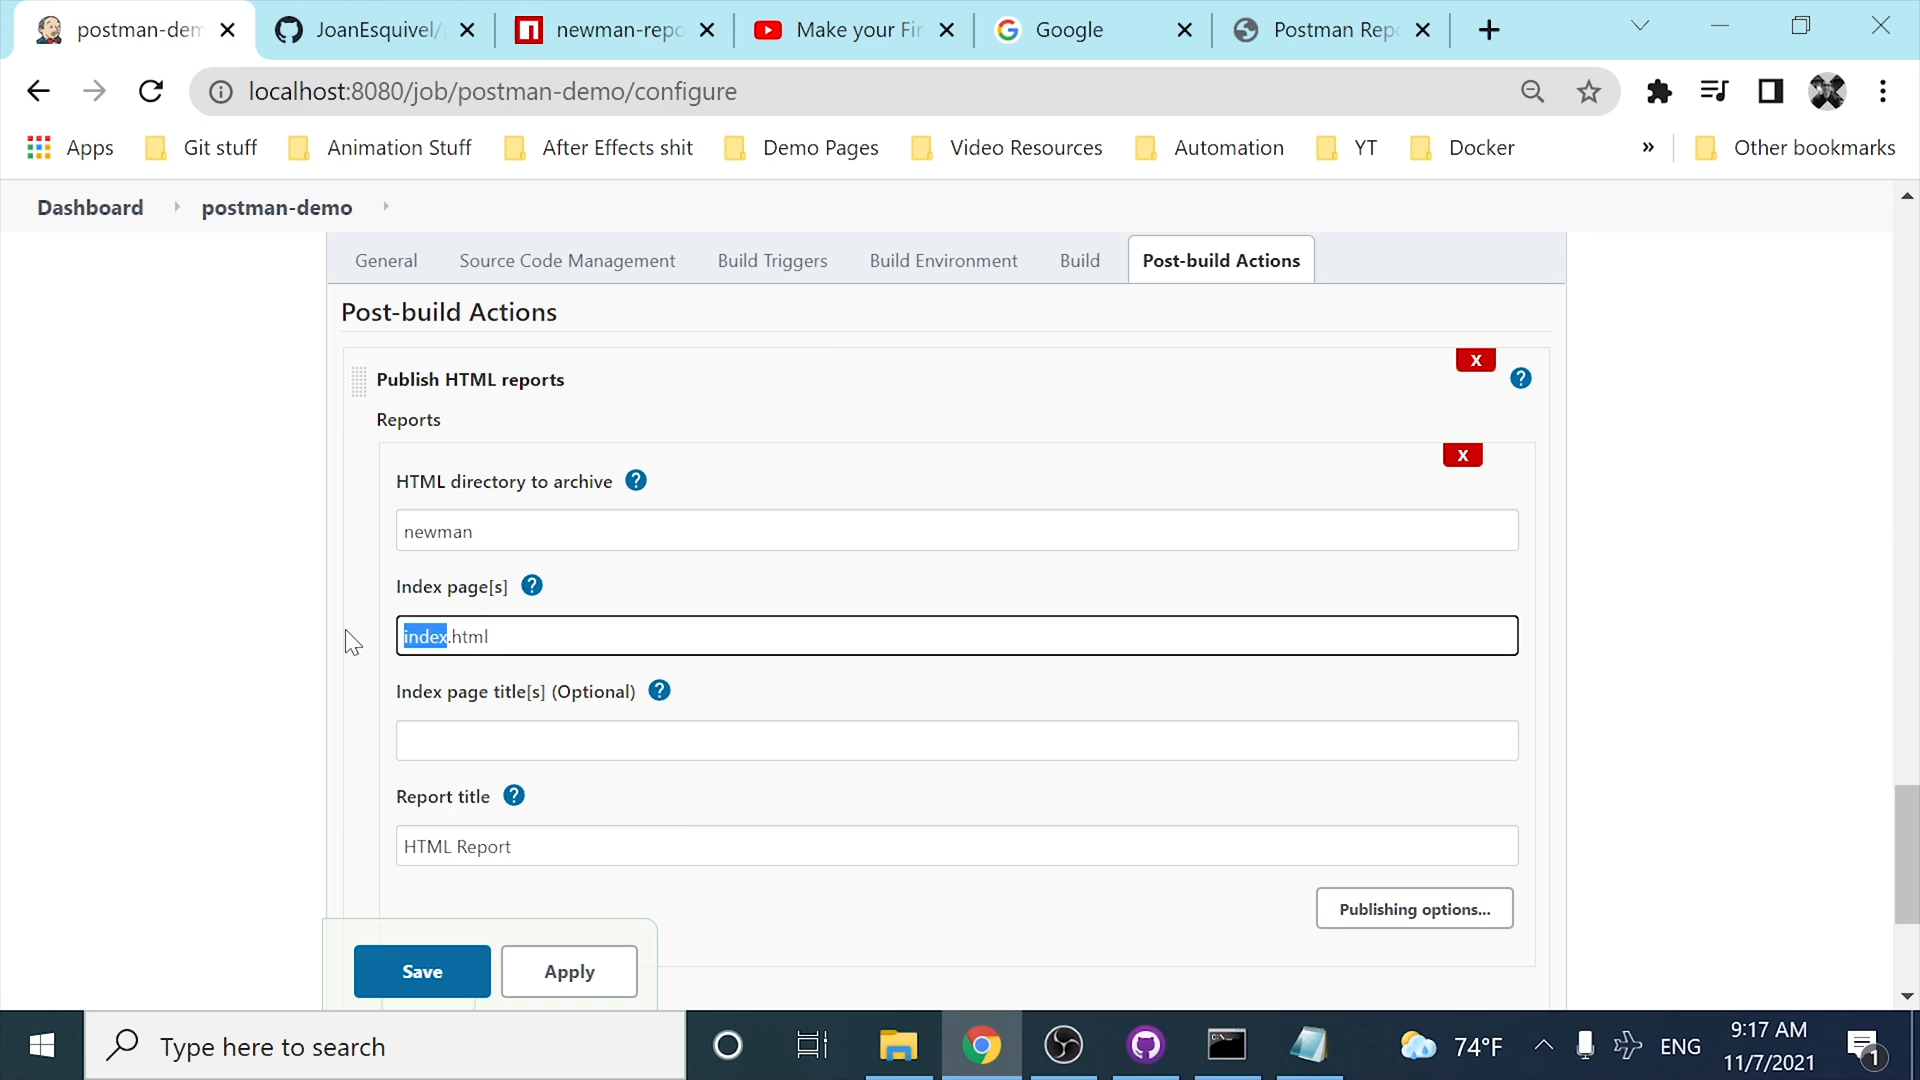 postman-dem
JoanEsquivel/
newman-repo
Make your Fir
Google
Postman Repo
localhost:8080/job/postman-demo/configure
Apps
Git stuff
Animation Stuff
After Effects shit
Demo Pages
Video Resources
Automation
YT
Docker
»
Other bookmarks
Dashboard
postman-demo
General
Source Code Management
Build Triggers
Build Environment
Build
Post-build Actions
Post-build Actions
X
Publish HTML reports
?
Reports
X
HTML directory to archive ?
newman
Index page[s] ?
index.html
Index page title[s] (Optional) ?
Report title ?
HTML Report
Publishing options...
Save
Apply
Type here to search
74°F
ENG
9:17 AM
11/7/2021
1